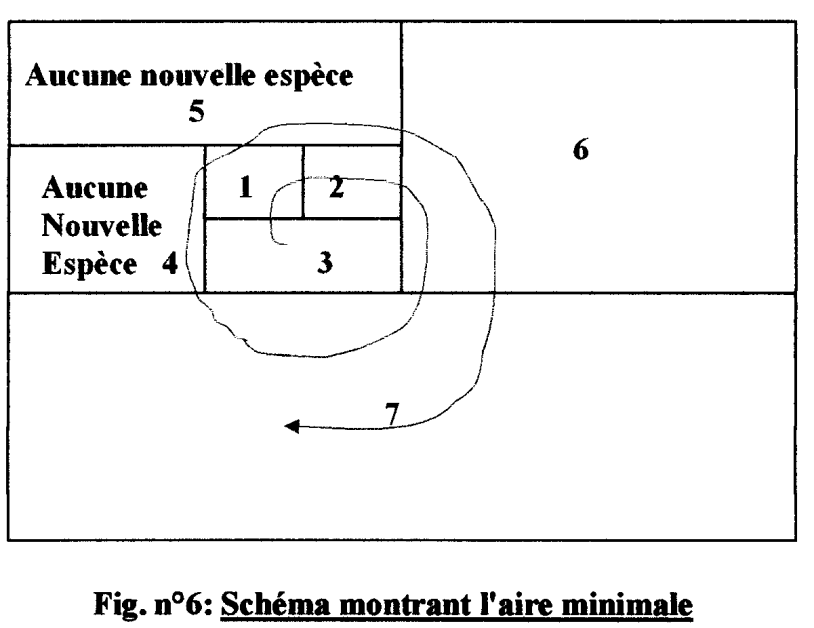 Aucune nouvelle espèce
5
6
1
2
Aucune
Nouvelle
Espèce 4
3
7
Fig. n°6: Schéma montrant l'aire minimale